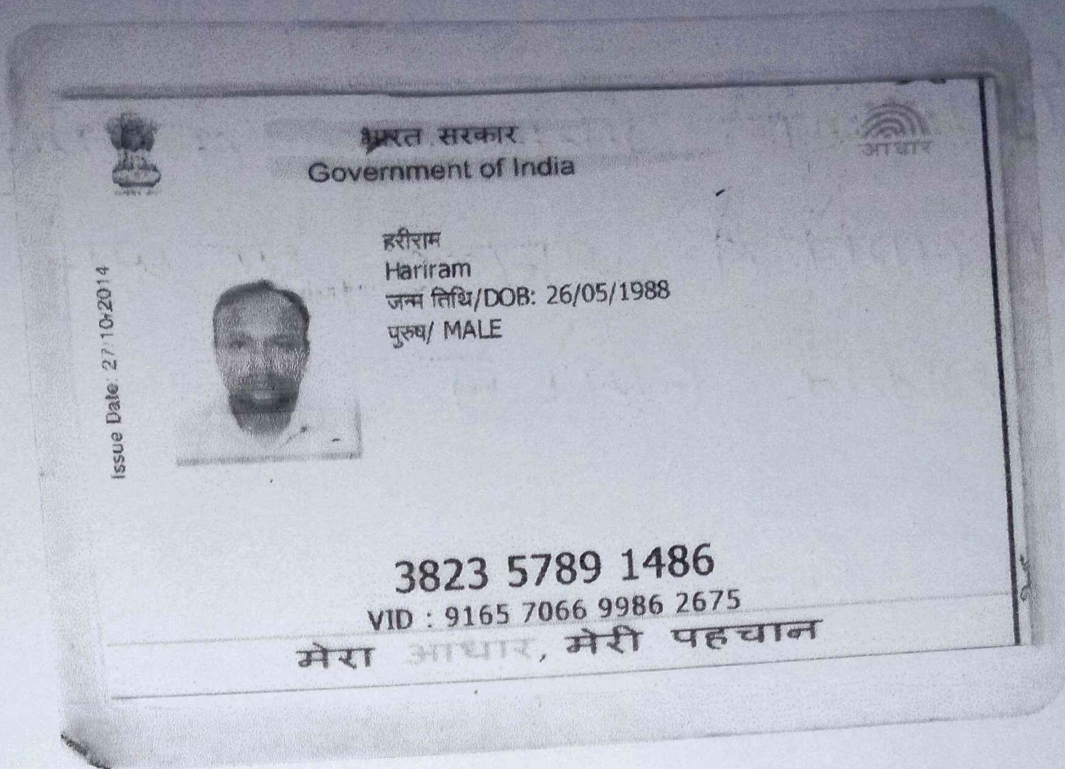 भारत सरकार
Government of India
आधार
हरीराम
Hariram
जन्म तिथि/DOB: 26/05/1988
पुरुष/ MALE
Issue Date: 27/10/2014
3823 5789 1486
VID : 9165 7066 9986 2675
मेरा आधार, मेरी पहचान